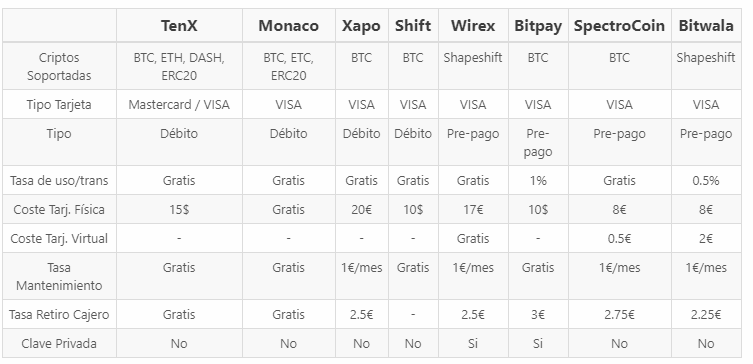 TenX Monaco Xapo Shift Wirex Bitpay SpectroCoin Bitwala
Criptos Soportadas BTC, ETH, DASH, ERC20 BTC, ETC, ERC20 BTC BTC Shapeshift BTC BTC Shapeshift
Tipo Tarjeta Mastercard / VISA VISA VISA VISA VISA VISA VISA VISA
Tipo Débito Débito Débito Débito Pre-pago Pre-pago Pre-pago Pre-pago
Tasa de uso/trans Gratis Gratis Gratis Gratis Gratis 1% Gratis 0.5%
Coste Tarj. Física 15$ Gratis 20€ 10$ 17€ 10$ 8€ 8€
Coste Tarj. Virtual - - - - Gratis - 0.5€ 2€
Tasa Mantenimiento Gratis Gratis 1€/mes Gratis 1€/mes Gratis 1€/mes 1€/mes
Tasa Retiro Cajero Gratis Gratis 2.5€ - 2.5€ 3€ 2.75€ 2.25€
Clave Privada No No No No Si Si No No